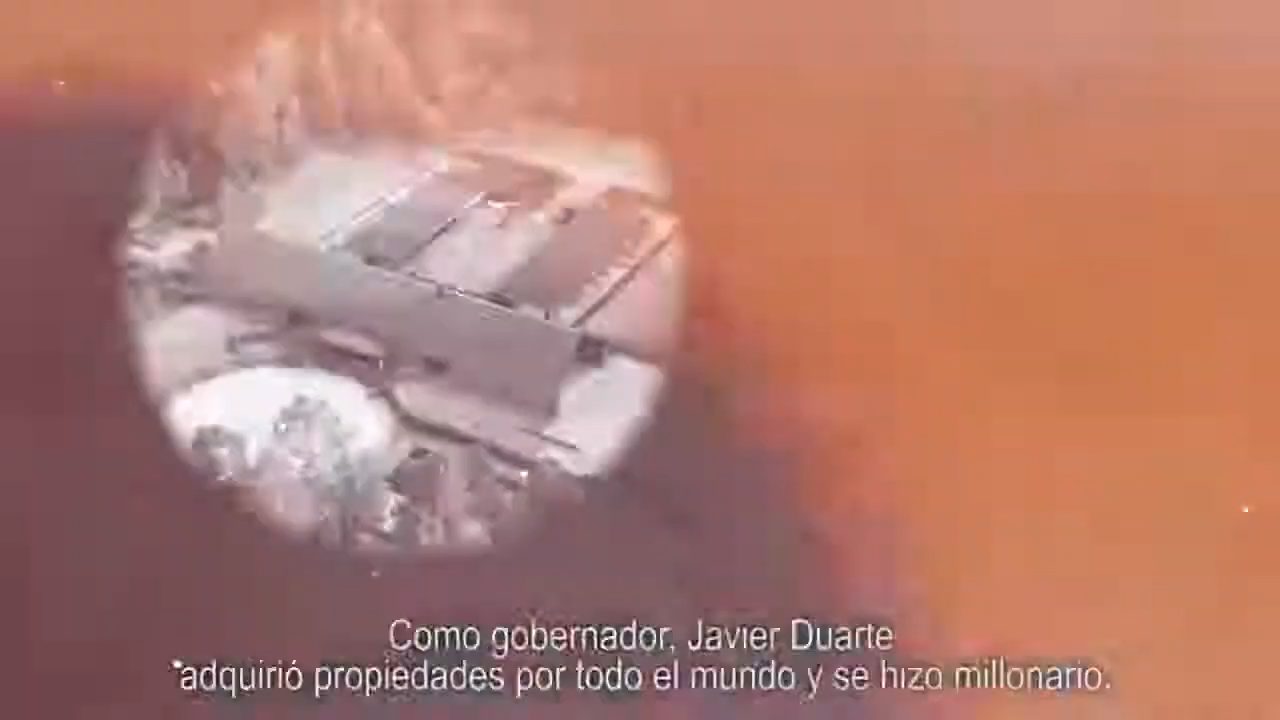 Como gobernador, Javier Duarte
adquirió propiedades por todo el mundo y se hizo millonario.